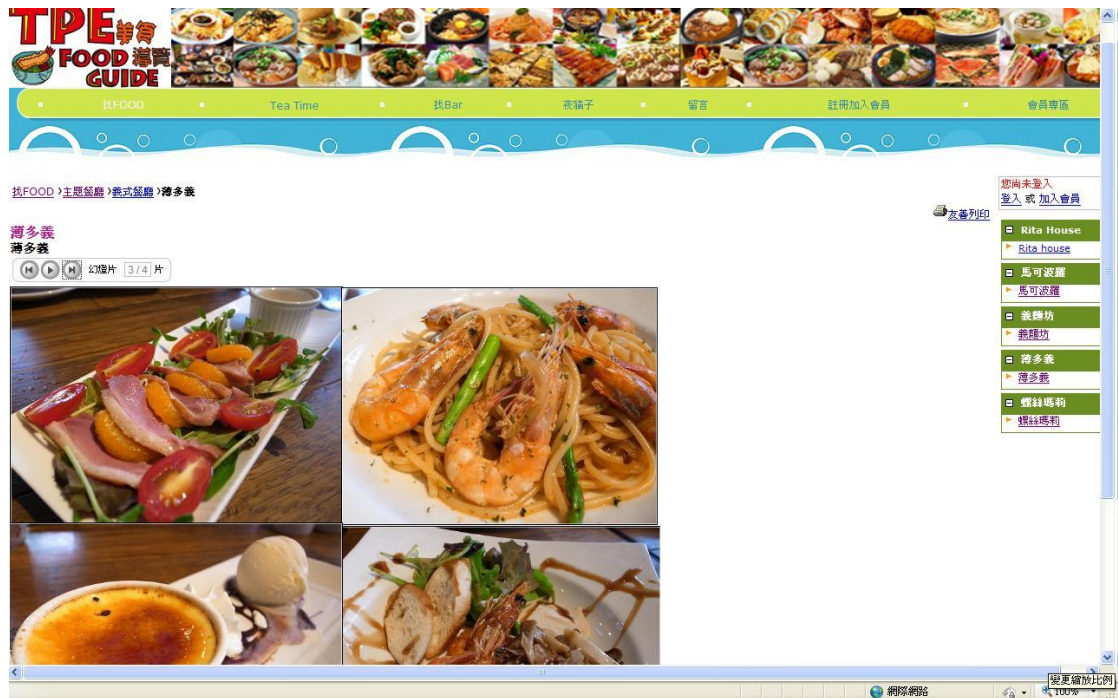 TPE美食
FOOD導覽
GUIDE
找FOOD
Tea Time
找Bar
夜貓子
留言
註冊加入會員
會員專區
找FOOD›主題餐廳›義式餐廳›薄多義
友善列印
薄多義
薄多義
幻燈片 3/4 片
您尚未登入
登入 或 加入會員
Rita House
Rita house
馬可波羅
馬可波羅
義麵坊
義麵坊
薄多義
薄多義
螺絲瑪莉
螺絲瑪莉
網際網路
100%
變更縮放比例